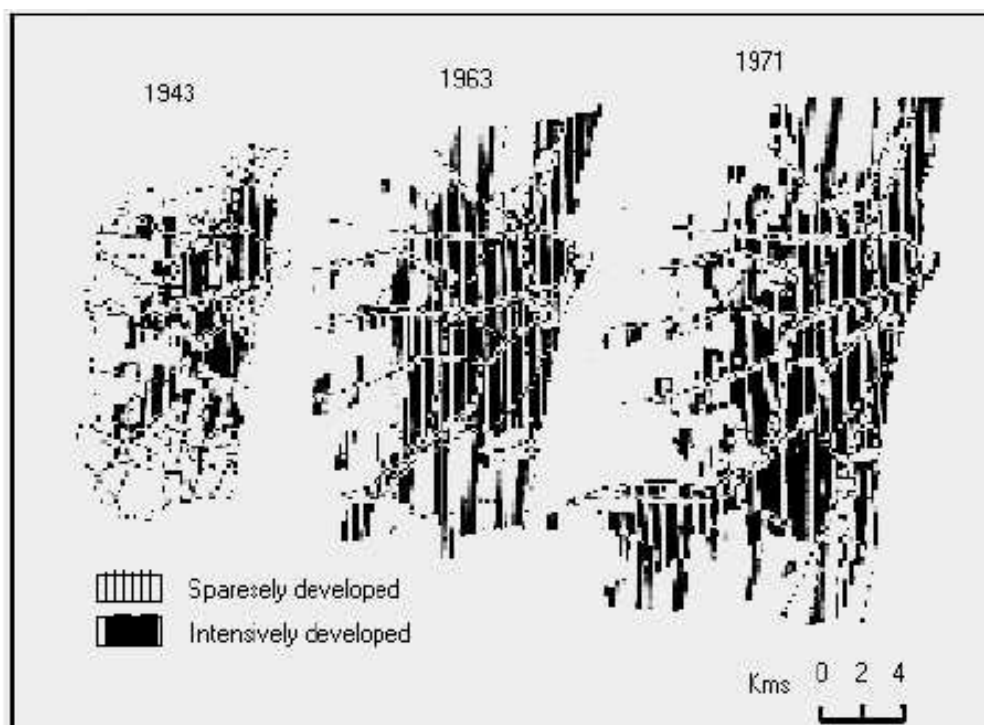 1943
1963
1971
Sparesely developed
Intensively developed
Kms 0 2 4